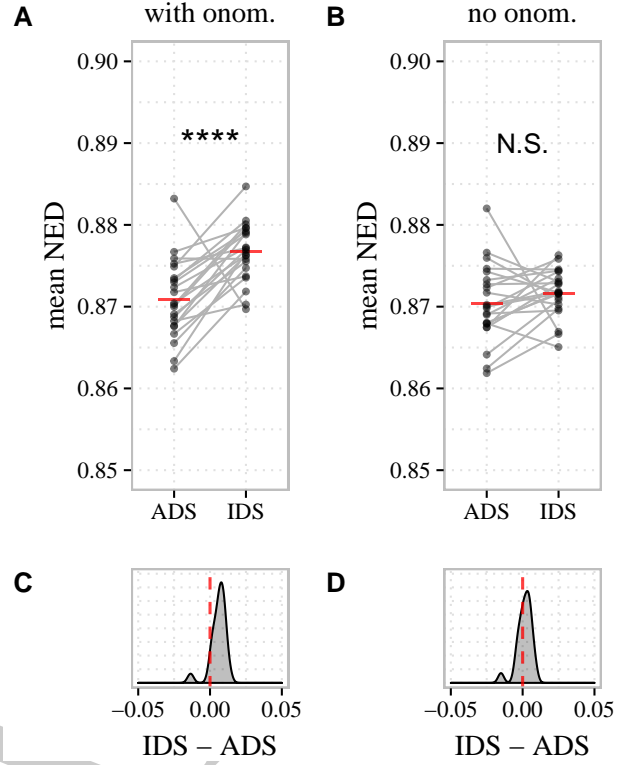 A
with onom.
B
no onom.
0.90
0.89
0.88
0.87
0.86
0.85
mean NED
****
ADS
IDS
0.90
0.89
0.88
0.87
0.86
0.85
mean NED
N.S.
ADS
IDS
C
−0.05
0.00
0.05
IDS − ADS
D
−0.05
0.00
0.05
IDS − ADS